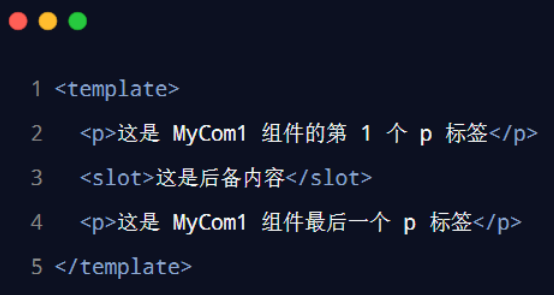 1 <template>
2 <p>这是 MyCom1 组件的第 1 个 p 标签</p>
3 <slot>这是后备内容</slot>
4 <p>这是 MyCom1 组件最后一个 p 标签</p>
5 </template>